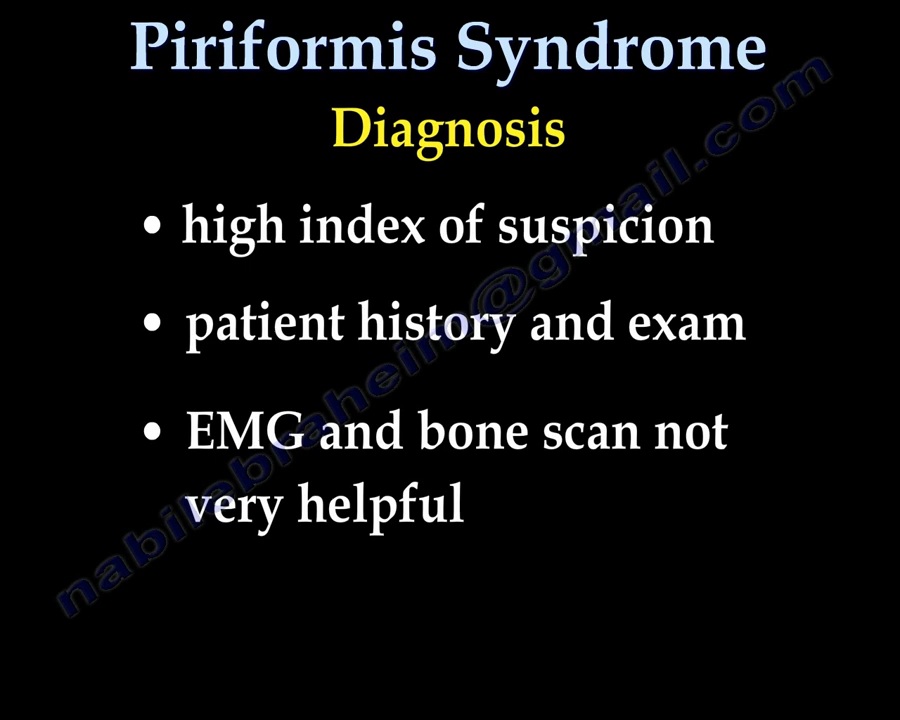 Piriformis Syndrome
Diagnosis
• high index of suspicion
• patient history and exam
• EMG and bone scan not
very helpful
nabilebraheim@gmail.com